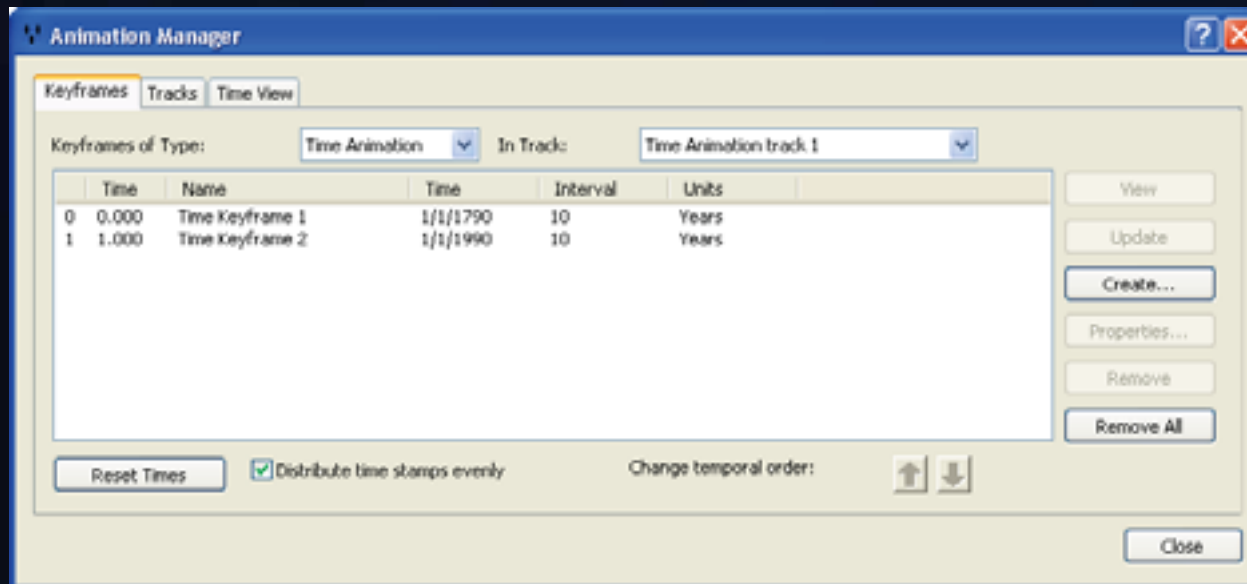 Animation Manager
?
Keyframes Tracks Time View
Keyframes of Type: Time Animation In Track: Time Animation track 1
Time Name Time Interval Units
0 0.000 Time Keyframe 1 1/1/1790 10 Years
1 1.000 Time Keyframe 2 1/1/1990 10 Years
View
Update
Create...
Properties...
Remove
Remove All
Reset Times Distribute time stamps evenly Change temporal order:
Close